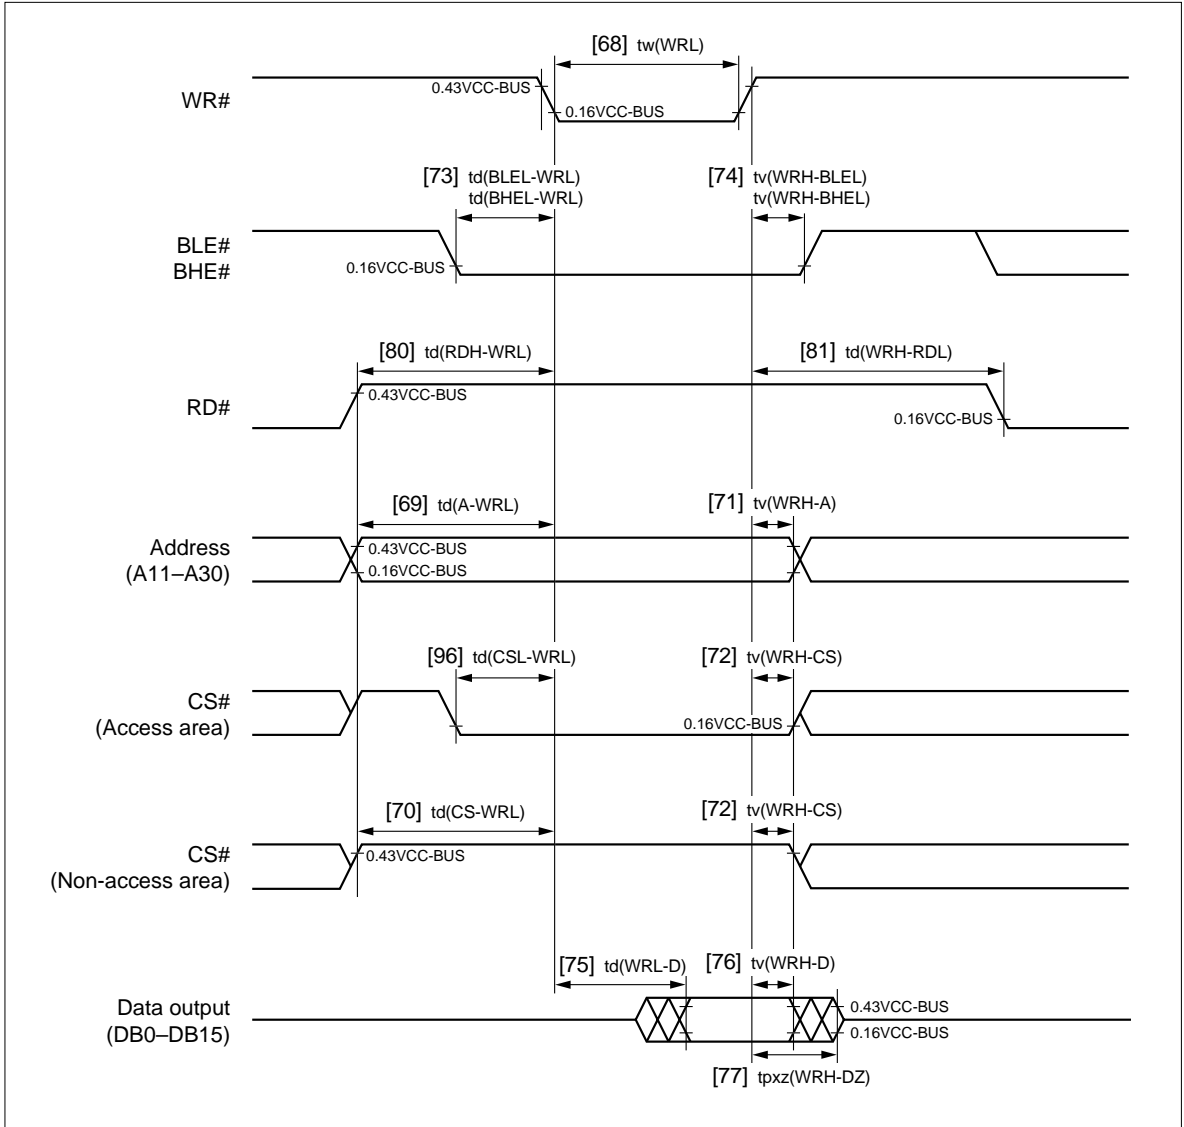 [68] tw(WRL)
0.43VCC-BUS
WR#
0.16VCC-BUS
[73] td(BLEL-WRL)
td(BHEL-WRL)
[74] tv(WRH-BLEL)
tv(WRH-BHEL)
BLE#
BHE#
0.16VCC-BUS
[80] td(RDH-WRL)
[81] td(WRH-RDL)
0.43VCC-BUS
RD#
0.16VCC-BUS
[69] td(A-WRL)
[71] tv(WRH-A)
Address
(A11–A30)
0.43VCC-BUS
0.16VCC-BUS
[96] td(CSL-WRL)
[72] tv(WRH-CS)
CS#
(Access area)
0.16VCC-BUS
[70] td(CS-WRL)
[72] tv(WRH-CS)
CS#
(Non-access area)
0.43VCC-BUS
[75] td(WRL-D)
[76] tv(WRH-D)
Data output
(DB0–DB15)
0.43VCC-BUS
0.16VCC-BUS
[77] tpxz(WRH-DZ)